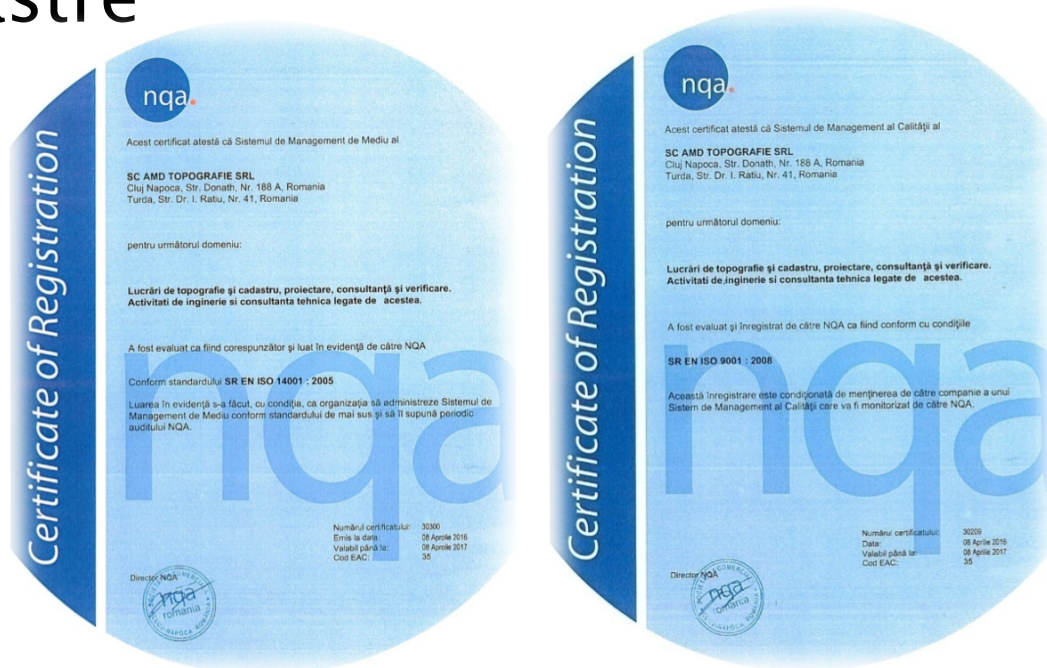 Certificate of Registration
nqa.
Acest certificat atestă că Sistemul de Management de Mediu al
SC AMD TOPOGRAFIE SRL
Cluj Napoca, Str. Donath, Nr. 188 A, Romania
Turda, Str. Dr. I. Ratiu, Nr. 41, Romania
pentru următorul domeniu:
Lucrări de topografie şi cadastru, proiectare, consultanţă şi verificare.
Activitati de inginerie si consultanta tehnica legate de acestea.
A fost evaluat ca fiind corespunzător şi luat în evidenţă de către NQA
Conform standardului SR EN ISO 14001 : 2005
Luarea în evidenţă s-a făcut, cu condiţia, ca organizaţia să administreze Sistemul de
Management de Mediu conform standardului de mai sus şi să îl supună periodic
auditului NQA.
nqa
Numărul certificatului: 30300
Emis la data 08 Aprilie 2016
Valabil până la: 08 Aprilie 2017
Cod EAC: 35
Director NQA
nqa
romania
Certificate of Registration
nqa.
Acest certificat atestă că Sistemul de Management al Calităţii al
SC AMD TOPOGRAFIE SRL
Cluj Napoca, Str. Donath, Nr. 188 A, Romania
Turda, Str. Dr. I. Ratiu, Nr. 41, Romania
pentru următorul domeniu:
Lucrări de topografie şi cadastru, proiectare, consultanţă şi verificare.
Activitati de inginerie si consultanta tehnica legate de acestea.
A fost evaluat şi înregistrat de către NQA ca fiind conform cu condiţiile
SR EN ISO 9001 : 2008
Această înregistrare este condiţionată de menţinerea de către companie a unui
Sistem de Management al Calităţii care va fi monitorizat de către NQA.
nqa
Numărul certificatului: 30209
Data: 08 Aprilie 2016
Valabil până la: 08 Aprilie 2017
Cod EAC: 35
Director NQA
nqa
romania